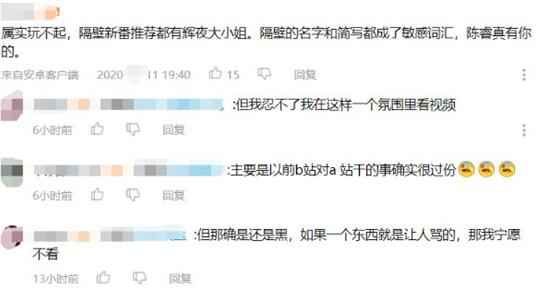 属实玩不起，隔壁新番推荐都有辉夜大小姐。隔壁的名字和简写都成了敏感词汇，陈睿真有你
的。
来自安卓客户端 2020 11 19:40 15 回复
:但我忍不了我在这样一个氛围里看视频
6小时前 回复
:主要是以前b站对a 站干的事确实很过份
6小时前 回复
:但那确是还是黑，如果一个东西就是让人骂的，那我宁愿
不看
13小时前 回复